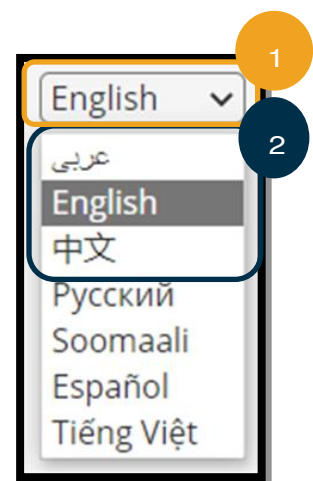 1
English
2
عربى
English
中文
Русский
Soomaali
Español
Tiếng Việt